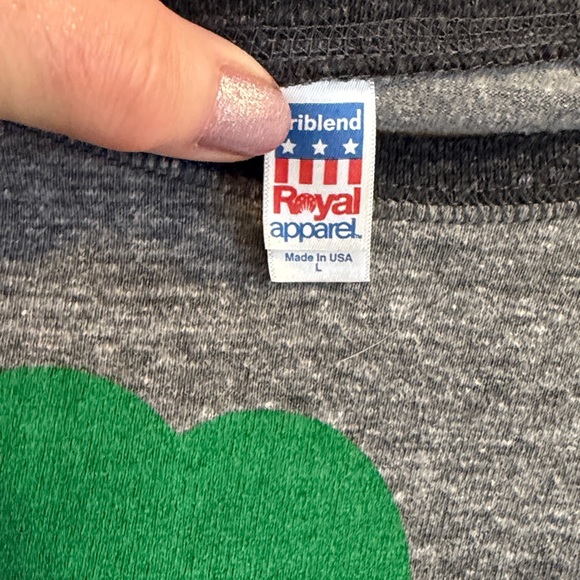 riblend
Royal
apparel.
Made In USA
L